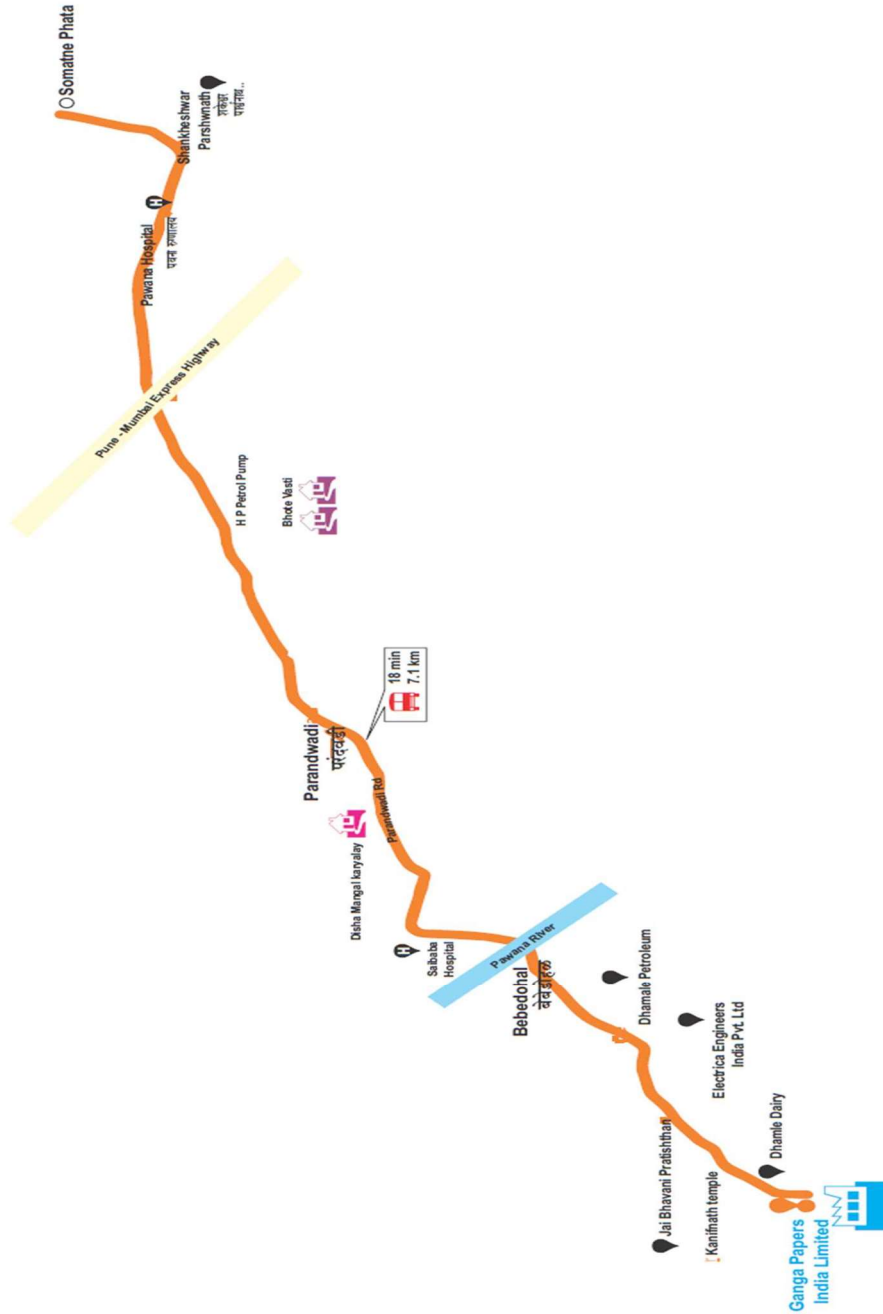 Somatne Phata
Shankheshwar
Parshwnath
Pawana Hospital
पवना रुग्णालय
Pune - Mumbai Express Highway
H P Petrol Pump
Bhote Vasti
18 min
7.1 km
Parandwadi
परंदवडी
Parandwadi Rd
Disha Mangal karyalay
Saibaba
Hospital
Pawana River
Bebedohal
बेबेडोहळ
Dhamale Petroleum
Electrica Engineers
India Pvt. Ltd
Jai Bhavani Pratishthan
Kanifnath temple
Dhamle Dairy
Ganga Papers
India Limited